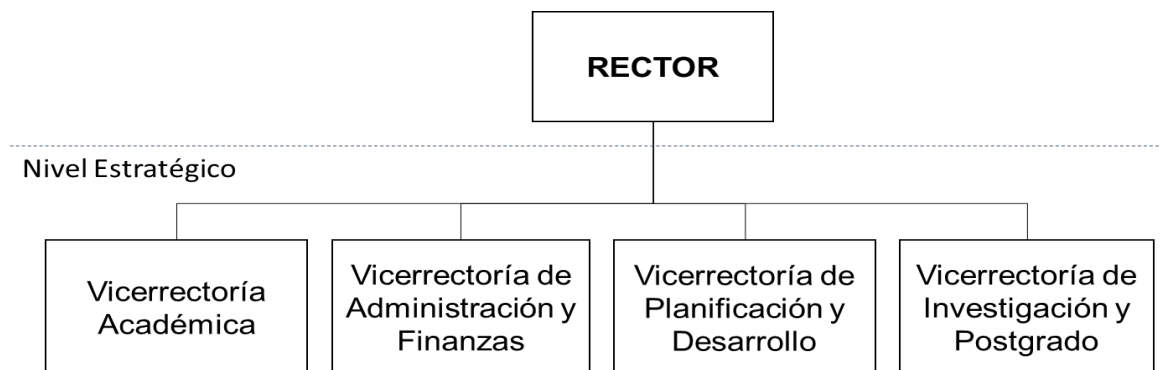 RECTOR
Nivel Estratégico
Vicerrectoría
Académica
Vicerrectoría de
Administración y
Finanzas
Vicerrectoría de
Planificación y
Desarrollo
Vicerrectoría de
Investigación y
Postgrado